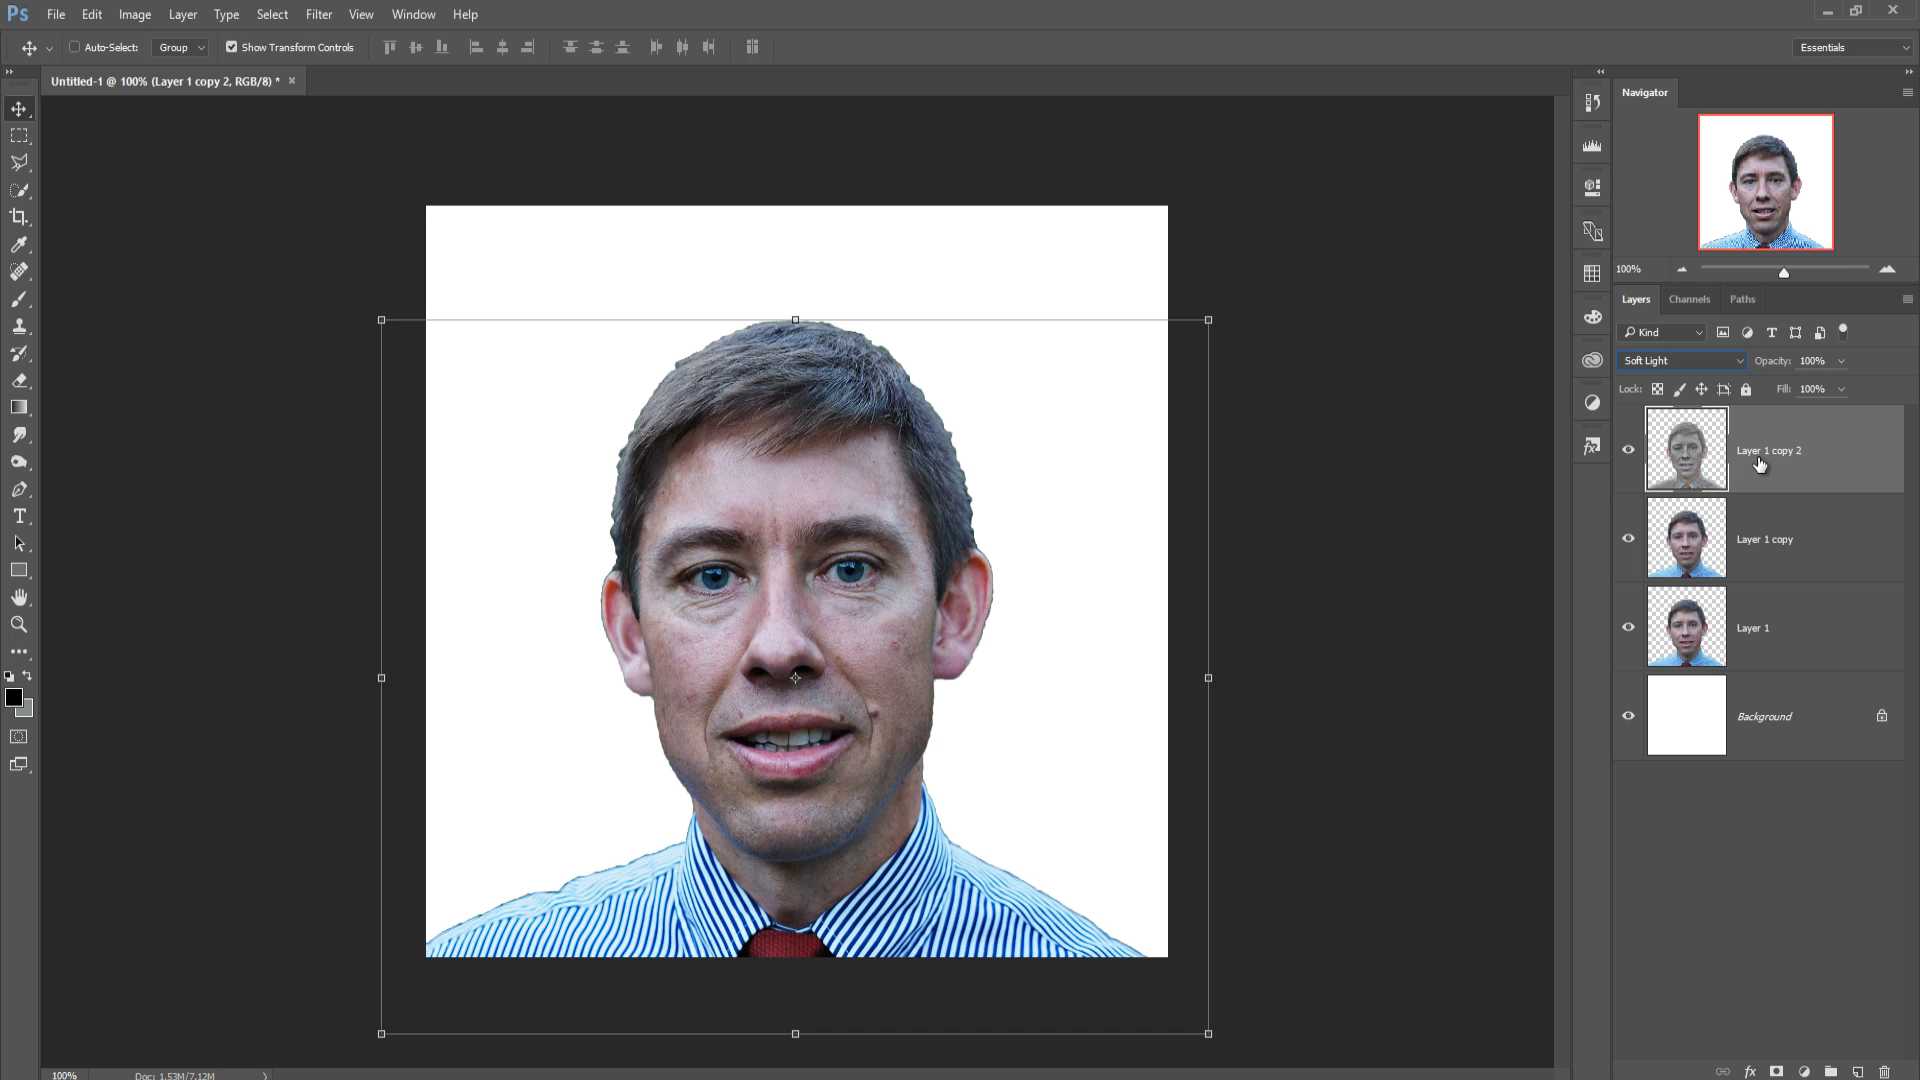 Ps File Edit Image Layer Type Select Filter View Window Help
Auto-Select: Group Show Transform Controls Essentials
Untitled-1 @ 100% (Layer 1 copy 2, RGB/8) *
Navigator
100%
Layers Channels Paths
Kind
Soft Light Opacity: 100%
Lock: Fill: 100%
Layer 1 copy 2
Layer 1 copy
Layer 1
Background
100% Doc: 1.53M/7.12M